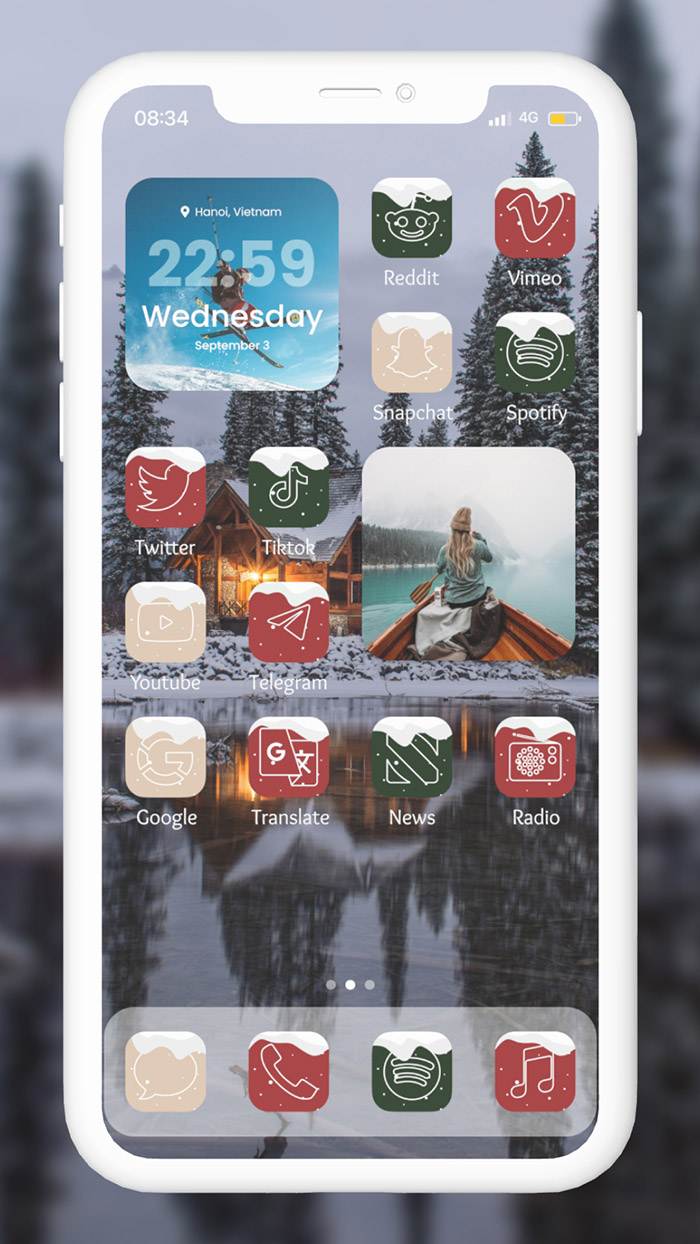 08:34
4G
Hanoi, Vietnam
22:59
Wednesday
September 3
Reddit
Vimeo
Snapchat
Spotify
Twitter
Tiktok
Youtube
Telegram
G 文
Google
Translate
News
Radio